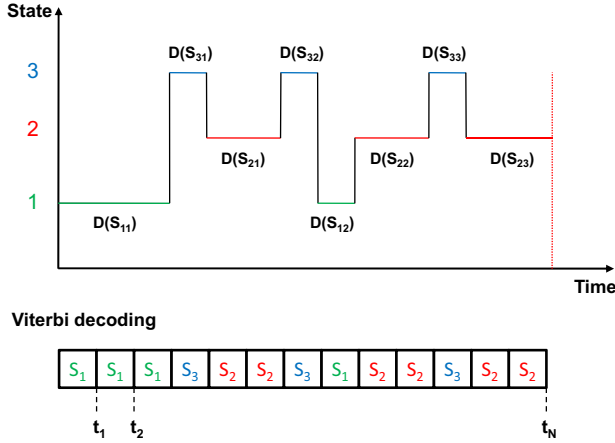 State
D(S31) D(S32) D(S33)
3
2
D(S21) D(S22) D(S23)
1
D(S11) D(S12)
Time
Viterbi decoding
S1 S1 S1 S3 S2 S2 S3 S1 S2 S2 S3 S2 S2
t1 t2 tN